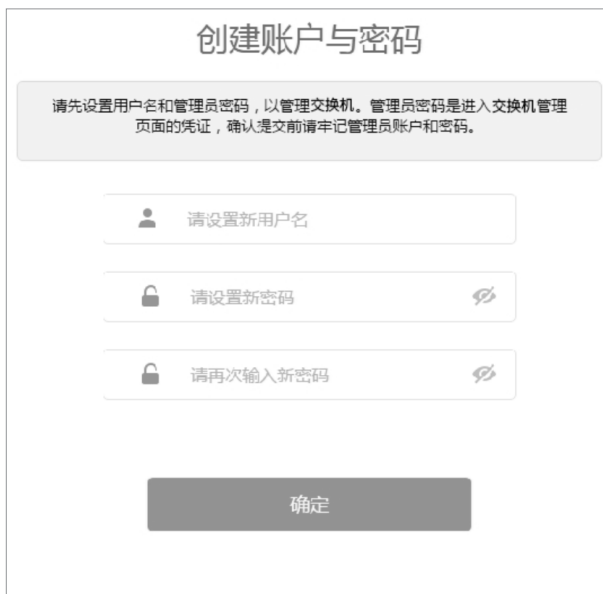 创建账户与密码
请先设置用户名和管理员密码，以管理交换机。管理员密码是进入交换机管理
页面的凭证，确认提交前请牢记管理员账户和密码。
请设置新用户名
请设置新密码
请再次输入新密码
确定